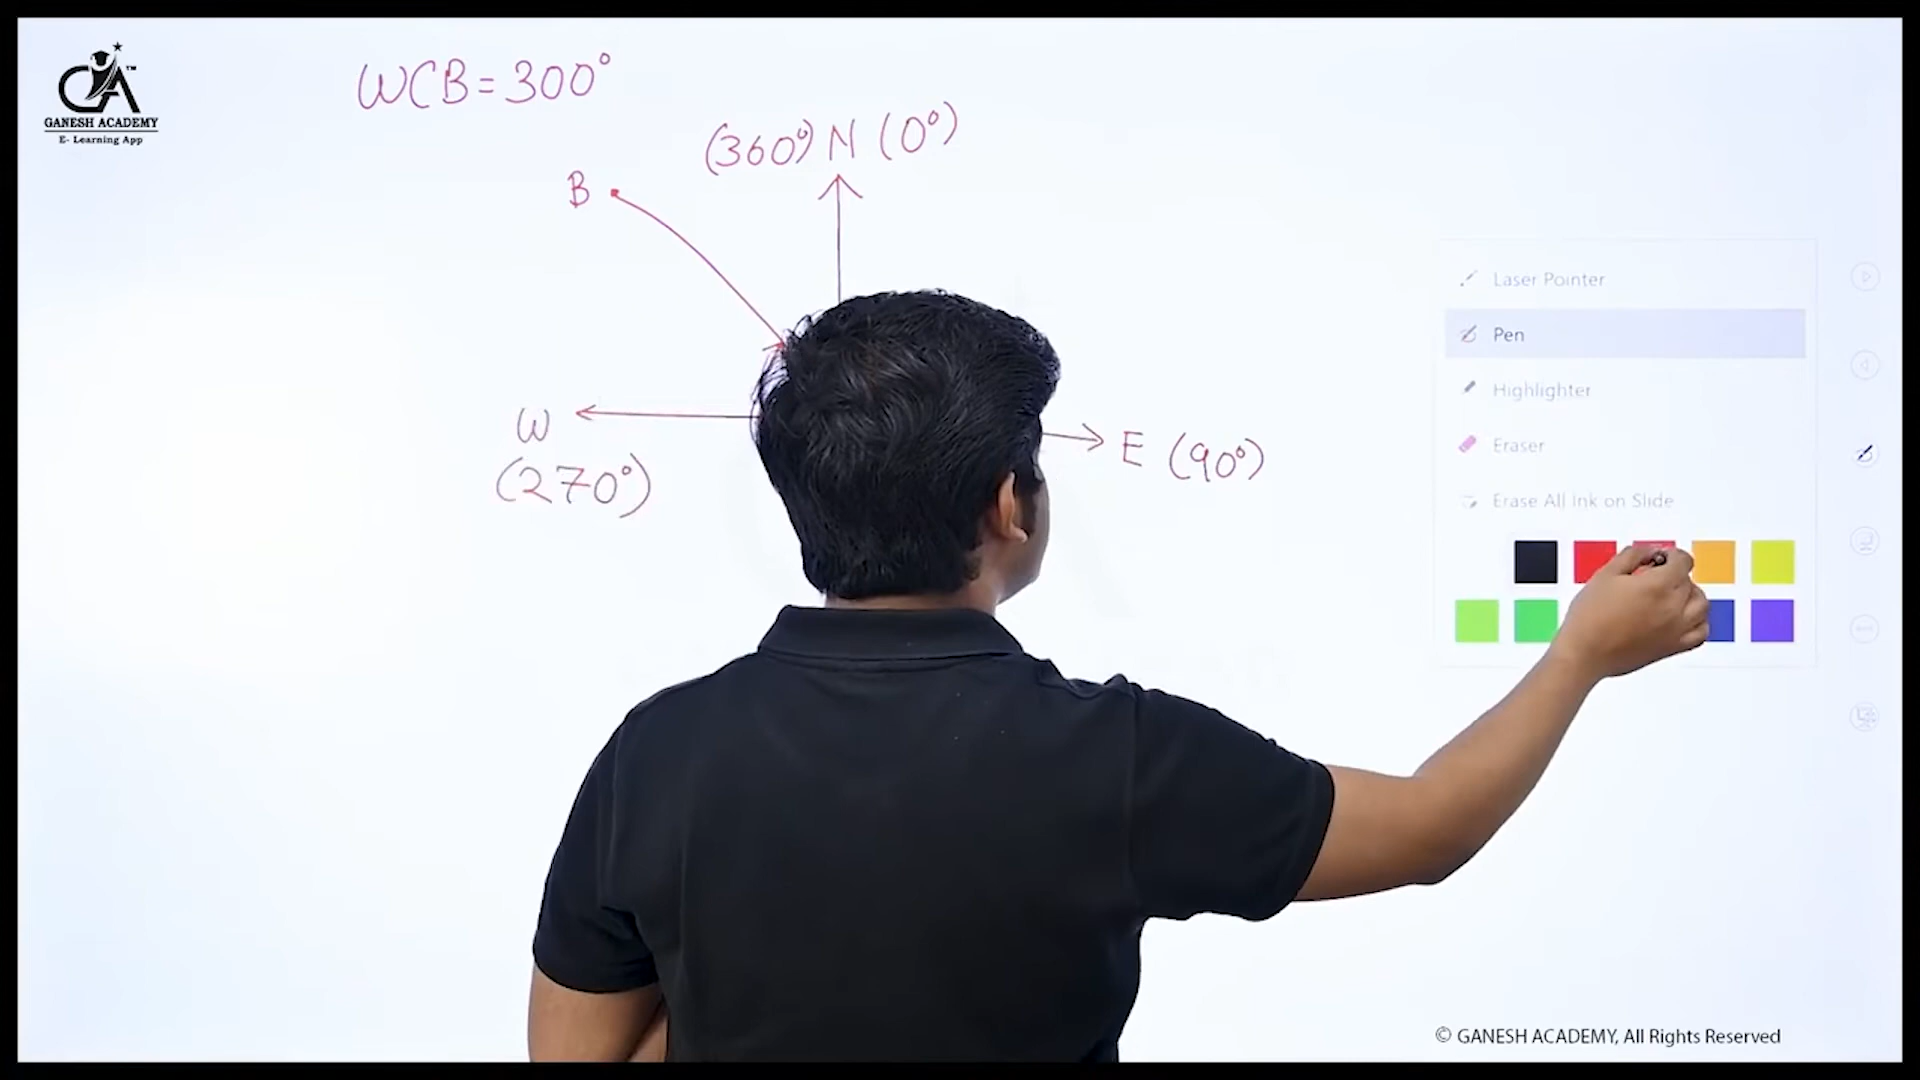 GANESH ACADEMY
E- Learning App
WCB = 300°
(360°) N (0°)
B
W
(270°)
E (90°)
Laser Pointer
Pen
Highlighter
Eraser
Erase All Ink on Slide
© GANESH ACADEMY, All Rights Reserved